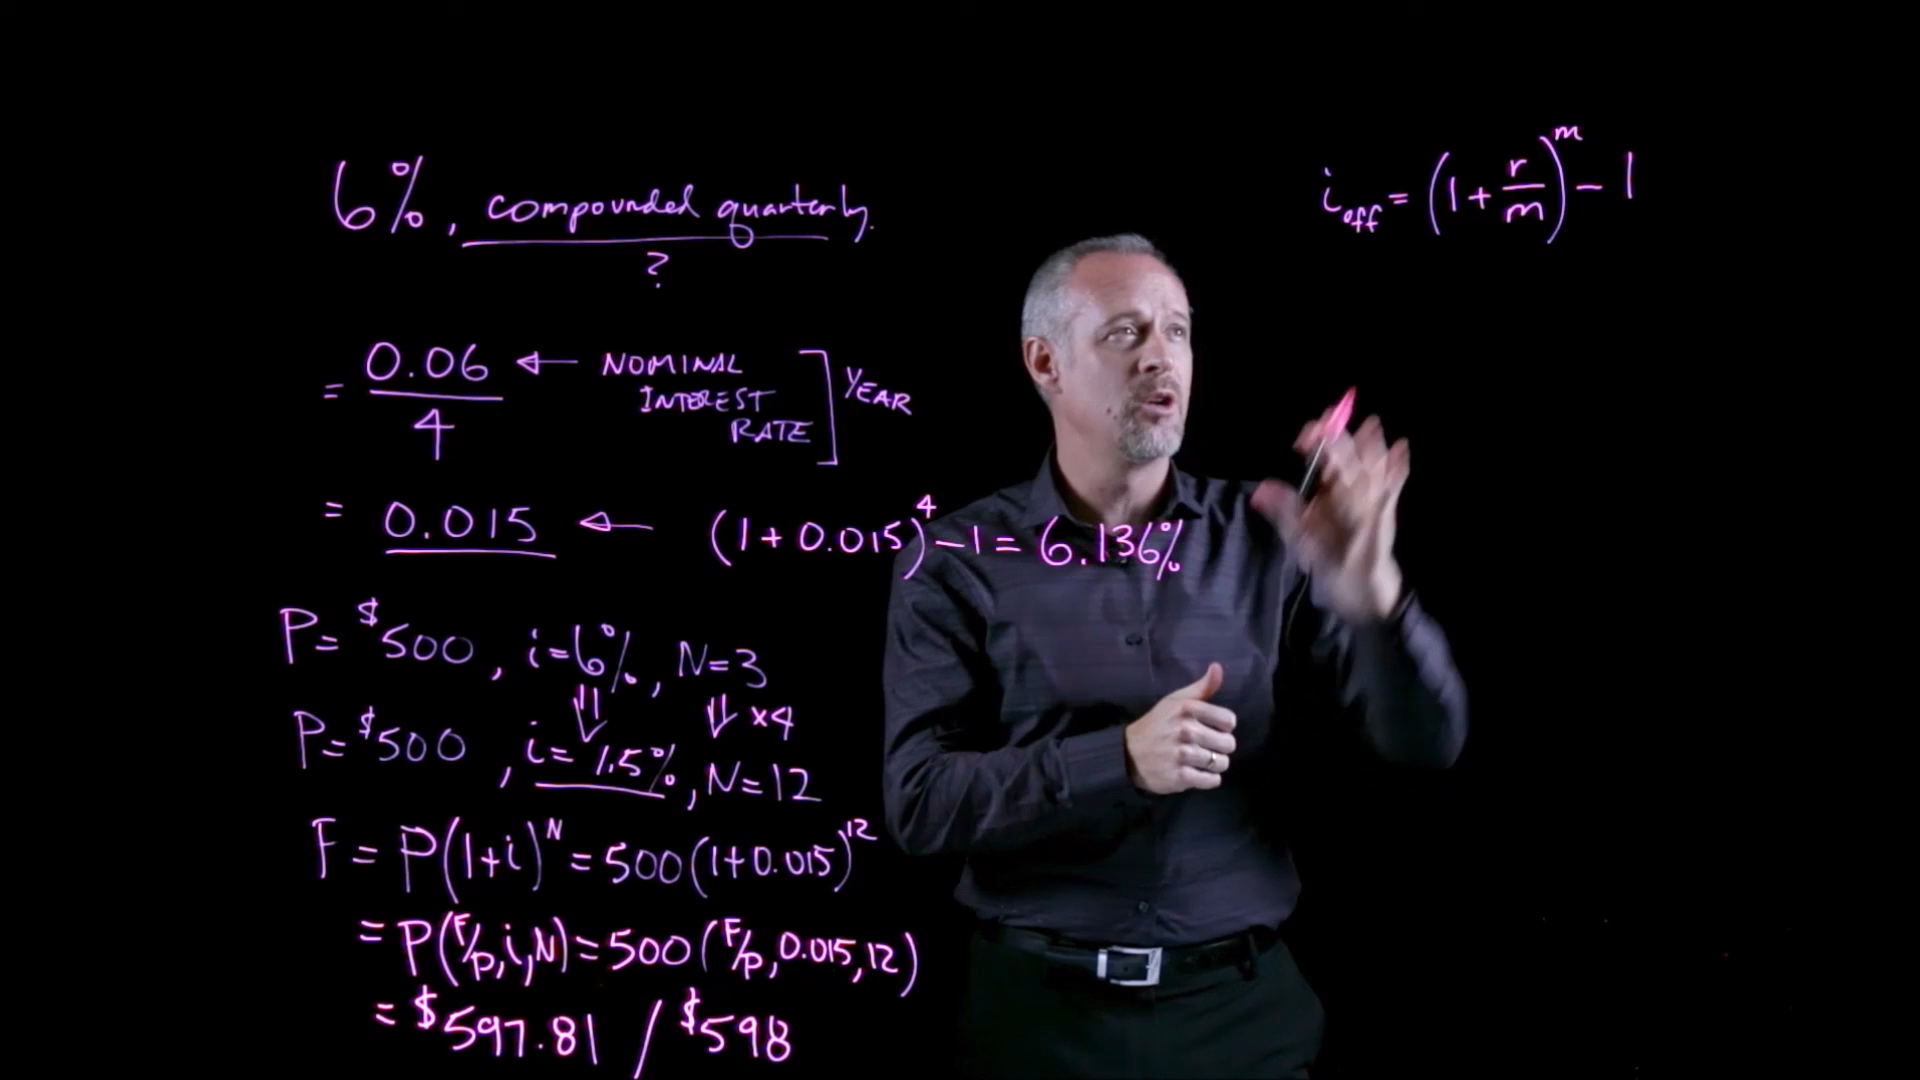 6%, compounded quarterly.
?
i_eff = (1 + r/m)^m - 1
= 0.06/4 ← NOMINAL INTEREST RATE ] YEAR
= 0.015 ← (1 + 0.015)^4 - 1 = 6.136%
P = $500, i = 6%, N = 3
⇓ ⇓ x4
P = $500, i = 1.5%, N = 12
F = P(1+i)^N = 500(1+0.015)^12
= P(F/P, i, N) = 500(F/P, 0.015, 12)
= $597.81 / $598